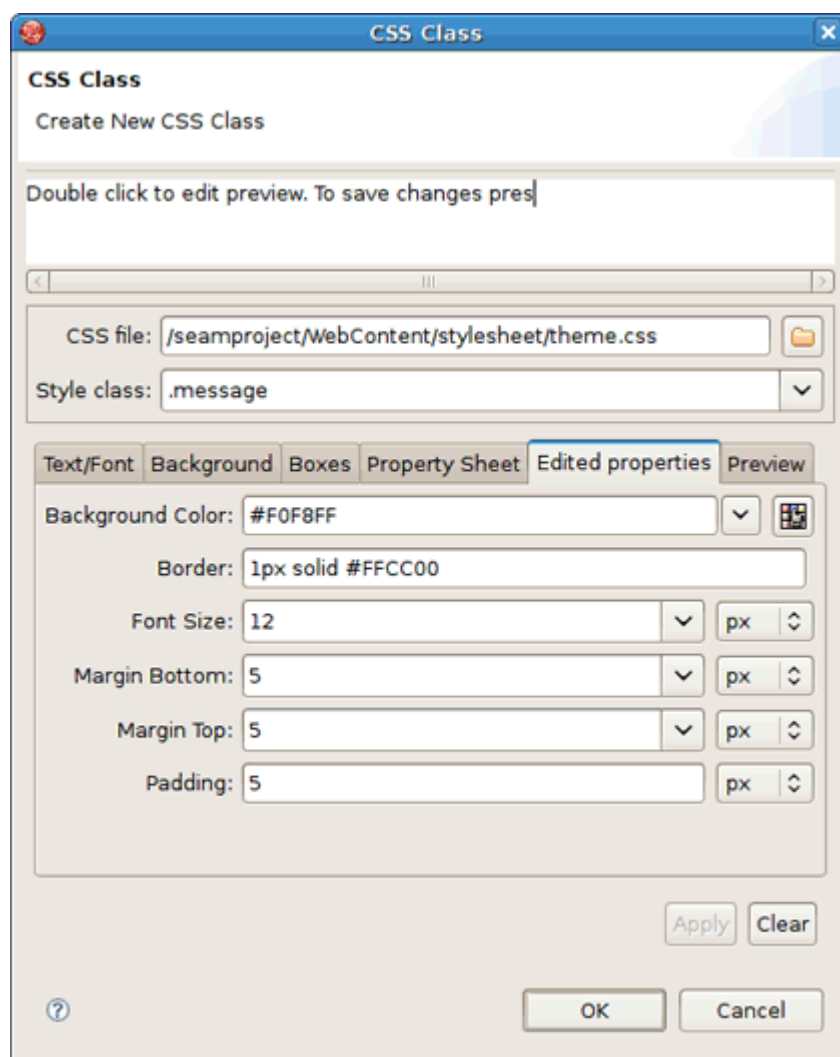 CSS Class
CSS Class
Create New CSS Class
Double click to edit preview. To save changes pres
CSS file: /seamproject/WebContent/stylesheet/theme.css
Style class: .message
Text/Font Background Boxes Property Sheet Edited properties Preview
Background Color: #F0F8FF
Border: 1px solid #FFCC00
Font Size: 12 px
Margin Bottom: 5 px
Margin Top: 5 px
Padding: 5 px
Apply Clear
? OK Cancel